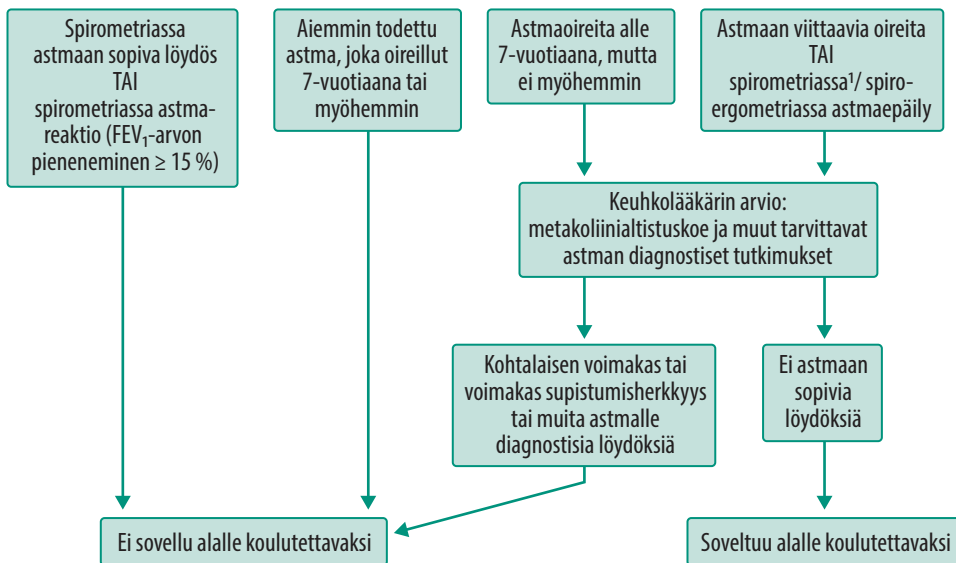 Spirometriassa
astmaan sopiva löydös
TAI
spirometriassa astma-
reaktio (FEV₁-arvon
pieneneminen ≥ 15 %)
Aiemmin todettu
astma, joka oireillut
7-vuotiaana tai
myöhemmin
Astmaoireita alle
7-vuotiaana, mutta
ei myöhemmin
Astmaan viittaavia oireita
TAI
spirometriassa¹/ spiro-
ergometriassa astmaepäily
Keuhkolääkärin arvio:
metakoliinialtistuskoe ja muut tarvittavat
astman diagnostiset tutkimukset
Kohtalaisen voimakas tai
voimakas supistumisherkkyys
tai muita astmalle
diagnostisia löydöksiä
Ei astmaan
sopivia
löydöksiä
Ei sovellu alalle koulutettavaksi
Soveltuu alalle koulutettavaksi